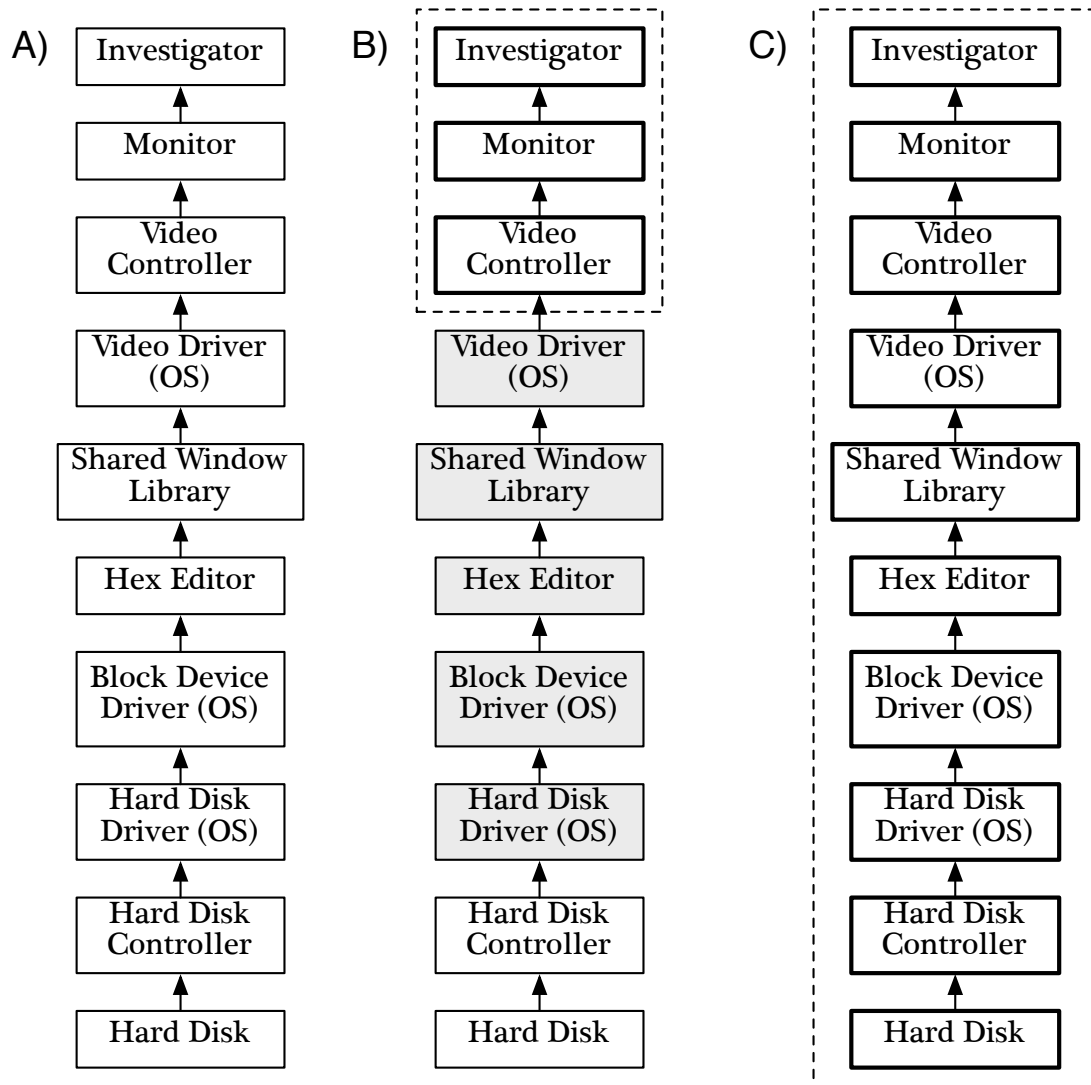 A)
Investigator
Monitor
Video
Controller
Video Driver
(OS)
Shared Window
Library
Hex Editor
Block Device
Driver (OS)
Hard Disk
Driver (OS)
Hard Disk
Controller
Hard Disk
B)
Investigator
Monitor
Video
Controller
Video Driver
(OS)
Shared Window
Library
Hex Editor
Block Device
Driver (OS)
Hard Disk
Driver (OS)
Hard Disk
Controller
Hard Disk
C)
Investigator
Monitor
Video
Controller
Video Driver
(OS)
Shared Window
Library
Hex Editor
Block Device
Driver (OS)
Hard Disk
Driver (OS)
Hard Disk
Controller
Hard Disk